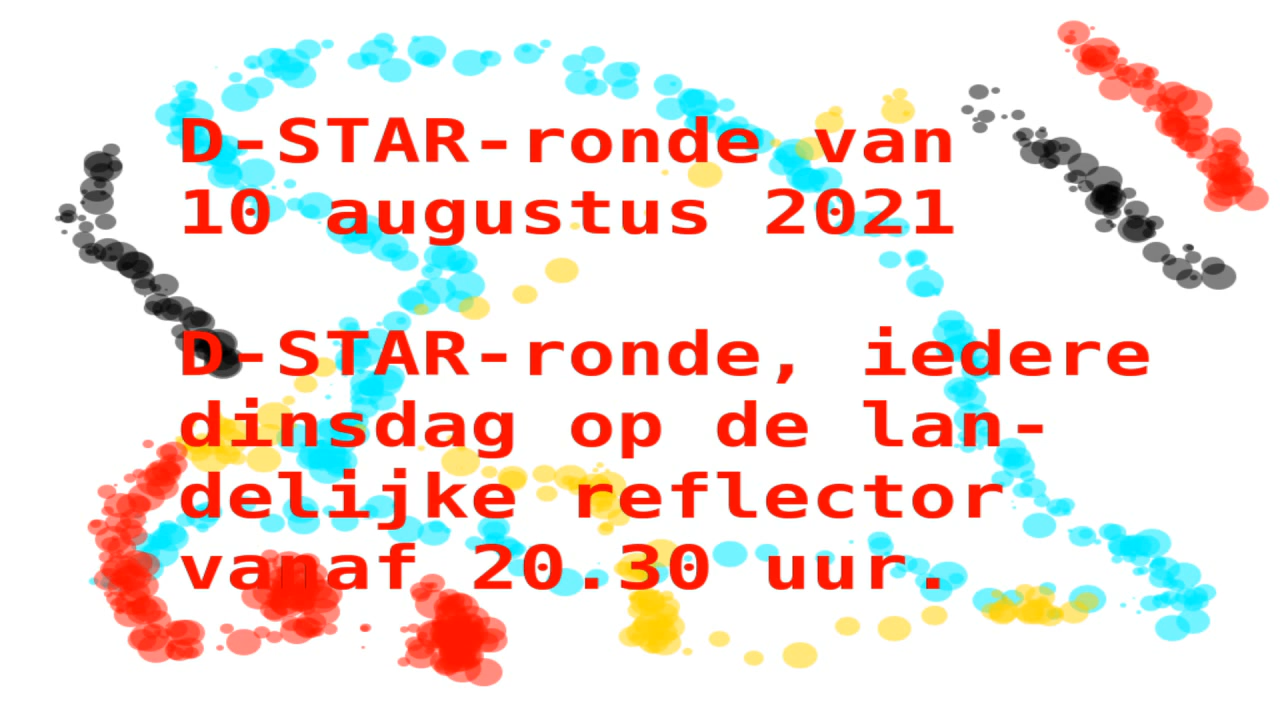 D-STAR-ronde van
10 augustus 2021
D-STAR-ronde, iedere
dinsdag op de lan-
delijke reflector
vanaf 20.30 uur.